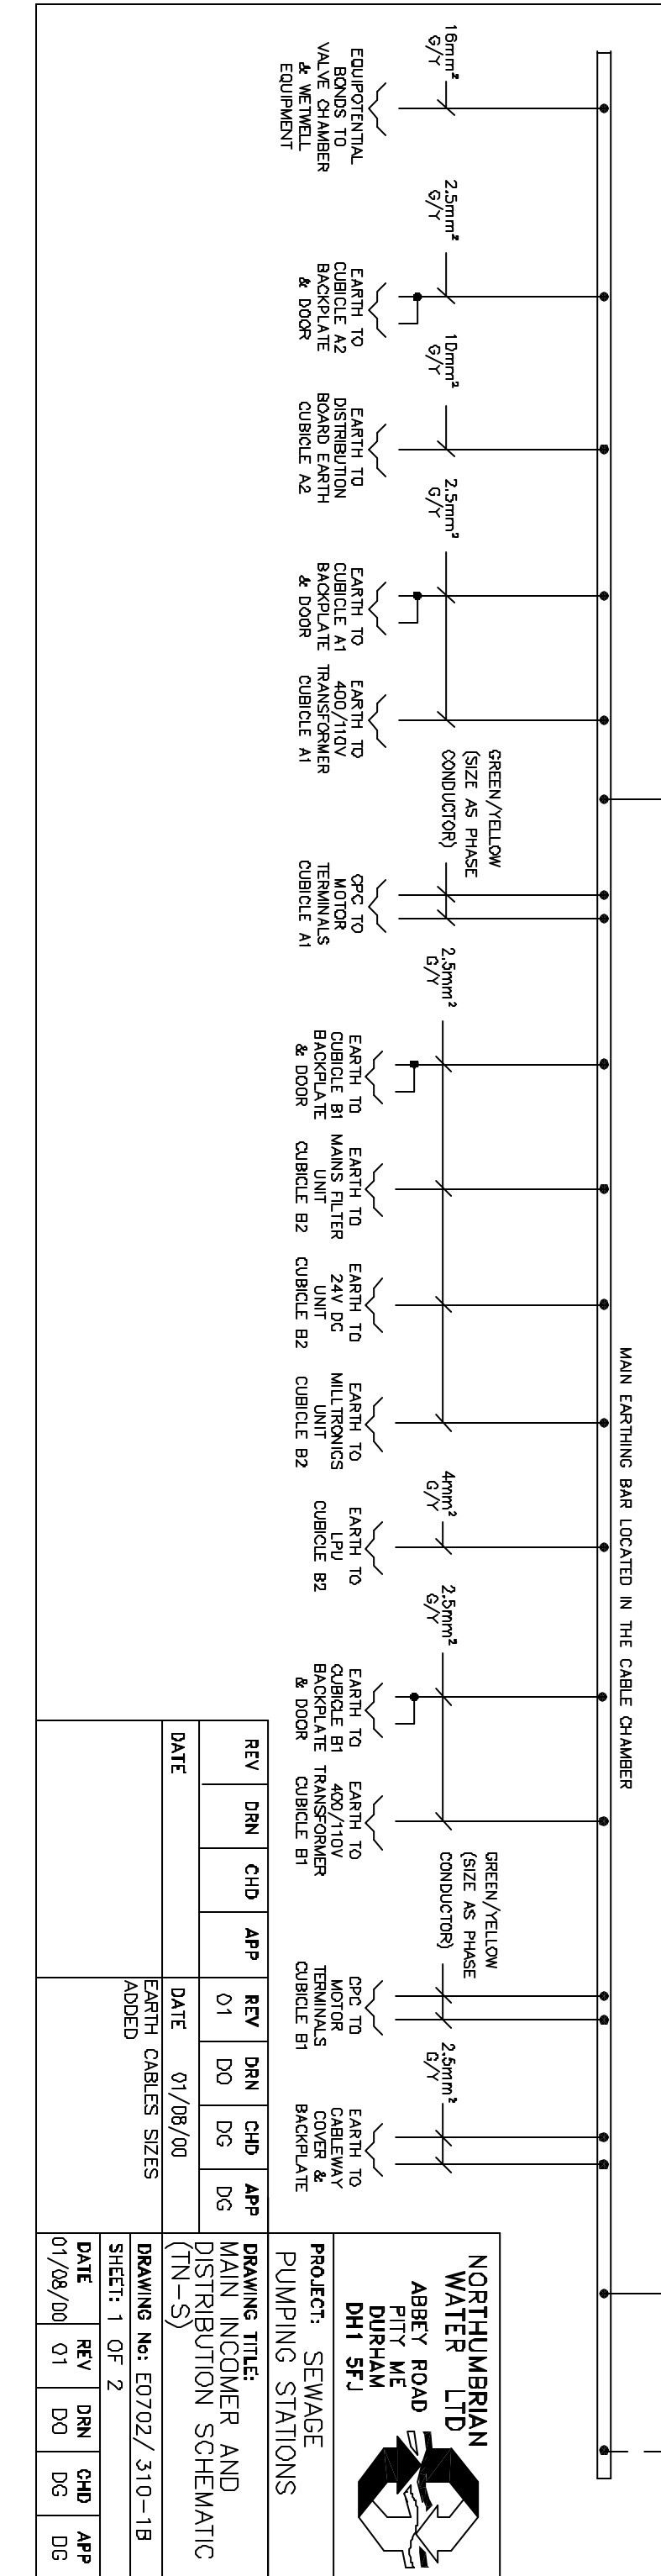 MAIN EARTHING BAR LOCATED IN THE CABLE CHAMBER
16mm²
G/Y
EQUIPOTENTIAL
BONDS TO
VALVE CHAMBER
& WETWELL
EQUIPMENT
2.5mm²
G/Y
EARTH TO
CUBICLE A2
BACKPLATE
& DOOR
10mm²
G/Y
EARTH TO
DISTRIBUTION
BOARD EARTH
CUBICLE A2
2.5mm²
G/Y
EARTH TO
CUBICLE A1
BACKPLATE
& DOOR
EARTH TO
400/110V
TRANSFORMER
CUBICLE A1
GREEN/YELLOW
(SIZE AS PHASE
CONDUCTOR)
CPC TO
MOTOR
TERMINALS
CUBICLE A1
2.5mm²
G/Y
EARTH TO
CUBICLE B1
BACKPLATE
& DOOR
EARTH TO
MAINS FILTER
UNIT
CUBICLE B2
EARTH TO
24V DC
UNIT
CUBICLE B2
EARTH TO
MILLTRONICS
UNIT
CUBICLE B2
4mm²
G/Y
EARTH TO
LPU
CUBICLE B2
2.5mm²
G/Y
EARTH TO
CUBICLE B1
BACKPLATE
& DOOR
EARTH TO
400/110V
TRANSFORMER
CUBICLE B1
GREEN/YELLOW
(SIZE AS PHASE
CONDUCTOR)
CPC TO
MOTOR
TERMINALS
CUBICLE B1
2.5mm²
G/Y
EARTH TO
CABLEWAY
COVER &
BACKPLATE
REV DRN CHD APP
DATE
REV DRN CHD APP
01 DO DG DG
DATE 01/08/00
EARTH CABLES SIZES
ADDED
NORTHUMBRIAN
WATER LTD
ABBEY ROAD
PITY ME
DURHAM
DH1 5FJ
PROJECT: SEWAGE
PUMPING STATIONS
DRAWING TITLE:
MAIN INCOMER AND
DISTRIBUTION SCHEMATIC
(TN-S)
DRAWING No: E0702/ 310-1B
SHEET: 1 OF 2
DATE REV DRN CHD APP
01/08/00 01 DO DG DG